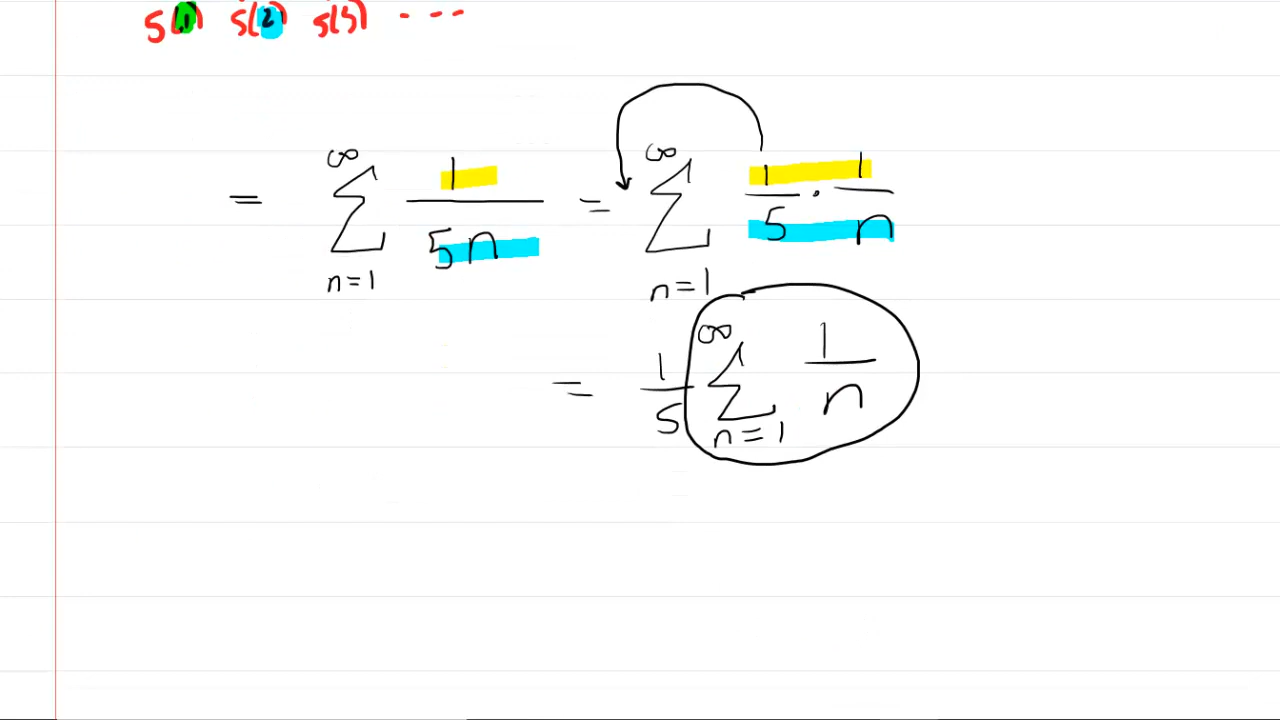 5(1) 5(2) 5(3) ...
= ∞ ∑ n=1 1/5n = ∞ ∑ n=1 1/5 · 1/n
= 1/5 ∞ ∑ n=1 1/n